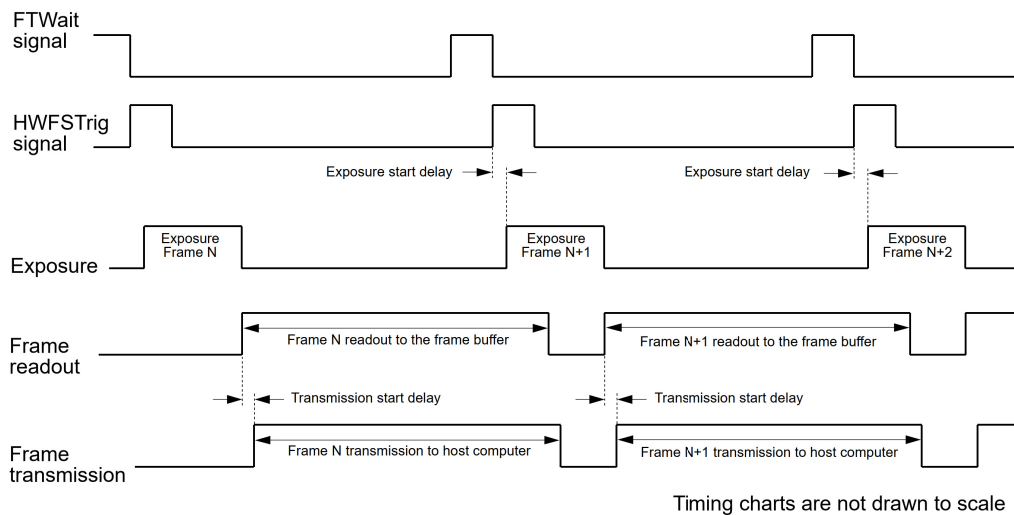 FTWait
signal
HWFSTrig
signal
Exposure start delay
Exposure start delay
Exposure
Frame N
Exposure
Frame N+1
Exposure
Frame N+2
Exposure
Frame N readout to the frame buffer
Frame N+1 readout to the frame buffer
Frame
readout
Transmission start delay
Transmission start delay
Frame N transmission to host computer
Frame N+1 transmission to host computer
Frame
transmission
Timing charts are not drawn to scale